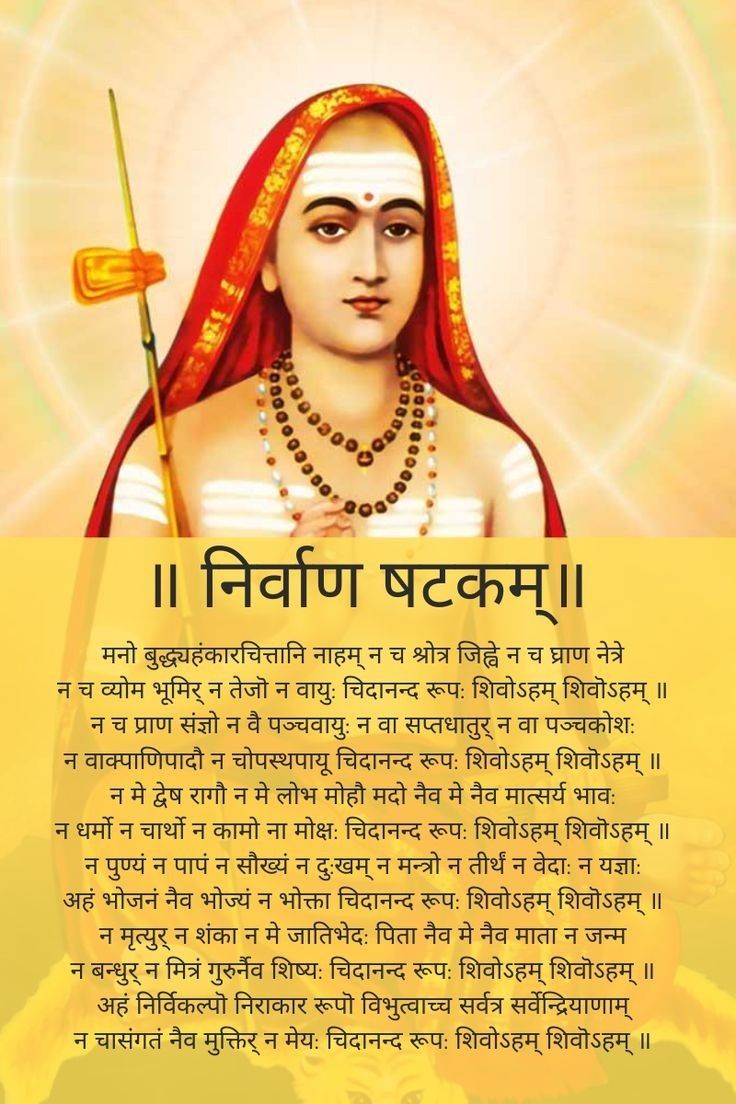 ॥ निर्वाण षटकम्॥
मनो बुद्ध्यहंकारचित्तानि नाहम् न च श्रोत्र जिह्वे न च घ्राण नेत्रे
न च व्योम भूमिर् न तेजॊ न वायु: चिदानन्द रूप: शिवोऽहम् शिवॊऽहम् ॥
न च प्राण संज्ञो न वै पञ्चवायु: न वा सप्तधातुर् न वा पञ्चकोश:
न वाक्पाणिपादौ न चोपस्थपायू चिदानन्द रूप: शिवोऽहम् शिवॊऽहम् ॥
न मे द्वेष रागौ न मे लोभ मोहौ मदो नैव मे नैव मात्सर्य भाव:
न धर्मो न चार्थो न कामो ना मोक्ष: चिदानन्द रूप: शिवोऽहम् शिवॊऽहम् ॥
न पुण्यं न पापं न सौख्यं न दु:खम् न मन्त्रो न तीर्थं न वेदा: न यज्ञा:
अहं भोजनं नैव भोज्यं न भोक्ता चिदानन्द रूप: शिवोऽहम् शिवॊऽहम् ॥
न मृत्युर् न शंका न मे जातिभेद: पिता नैव मे नैव माता न जन्म
न बन्धुर् न मित्रं गुरुर्नैव शिष्य: चिदानन्द रूप: शिवोऽहम् शिवॊऽहम् ॥
अहं निर्विकल्पॊ निराकार रूपॊ विभुत्वाच्च सर्वत्र सर्वेन्द्रियाणाम्
न चासंगतं नैव मुक्तिर् न मेय: चिदानन्द रूप: शिवोऽहम् शिवॊऽहम् ॥